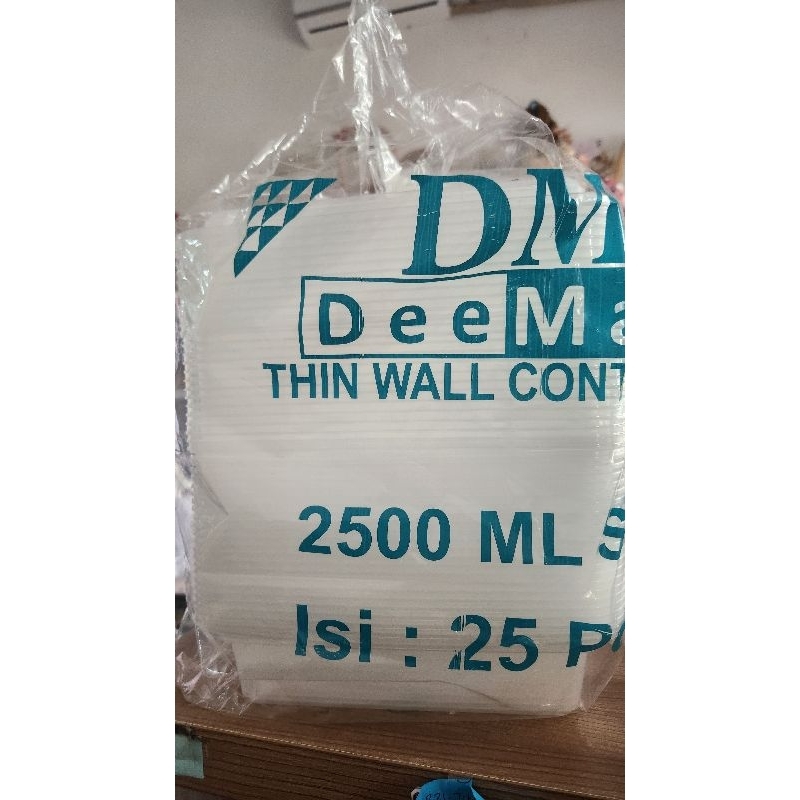 DM
DeeMa
THIN WALL CONT
2500 ML S
Isi : 25 P